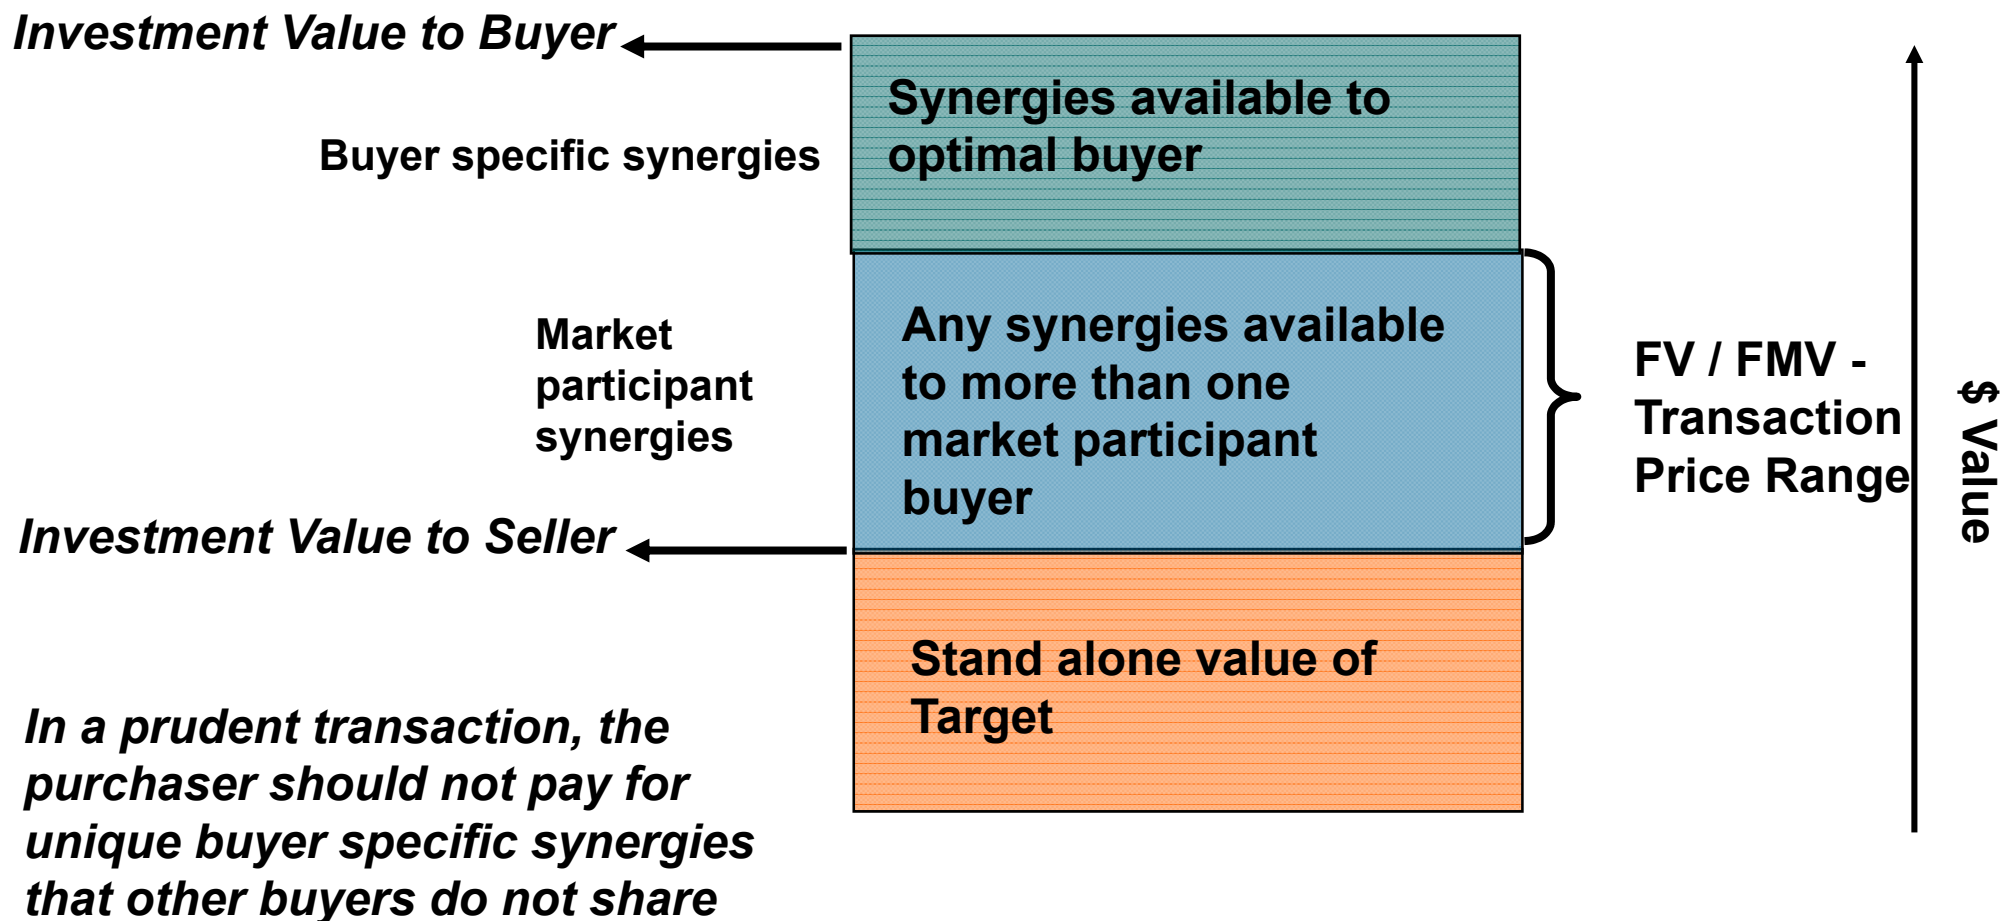 Investment Value to Buyer
Synergies available to
optimal buyer
Buyer specific synergies
Any synergies available
to more than one
market participant
buyer
Market
participant
synergies
FV / FMV -
Transaction
Price Range
$ Value
Investment Value to Seller
Stand alone value of
Target
In a prudent transaction, the
purchaser should not pay for
unique buyer specific synergies
that other buyers do not share